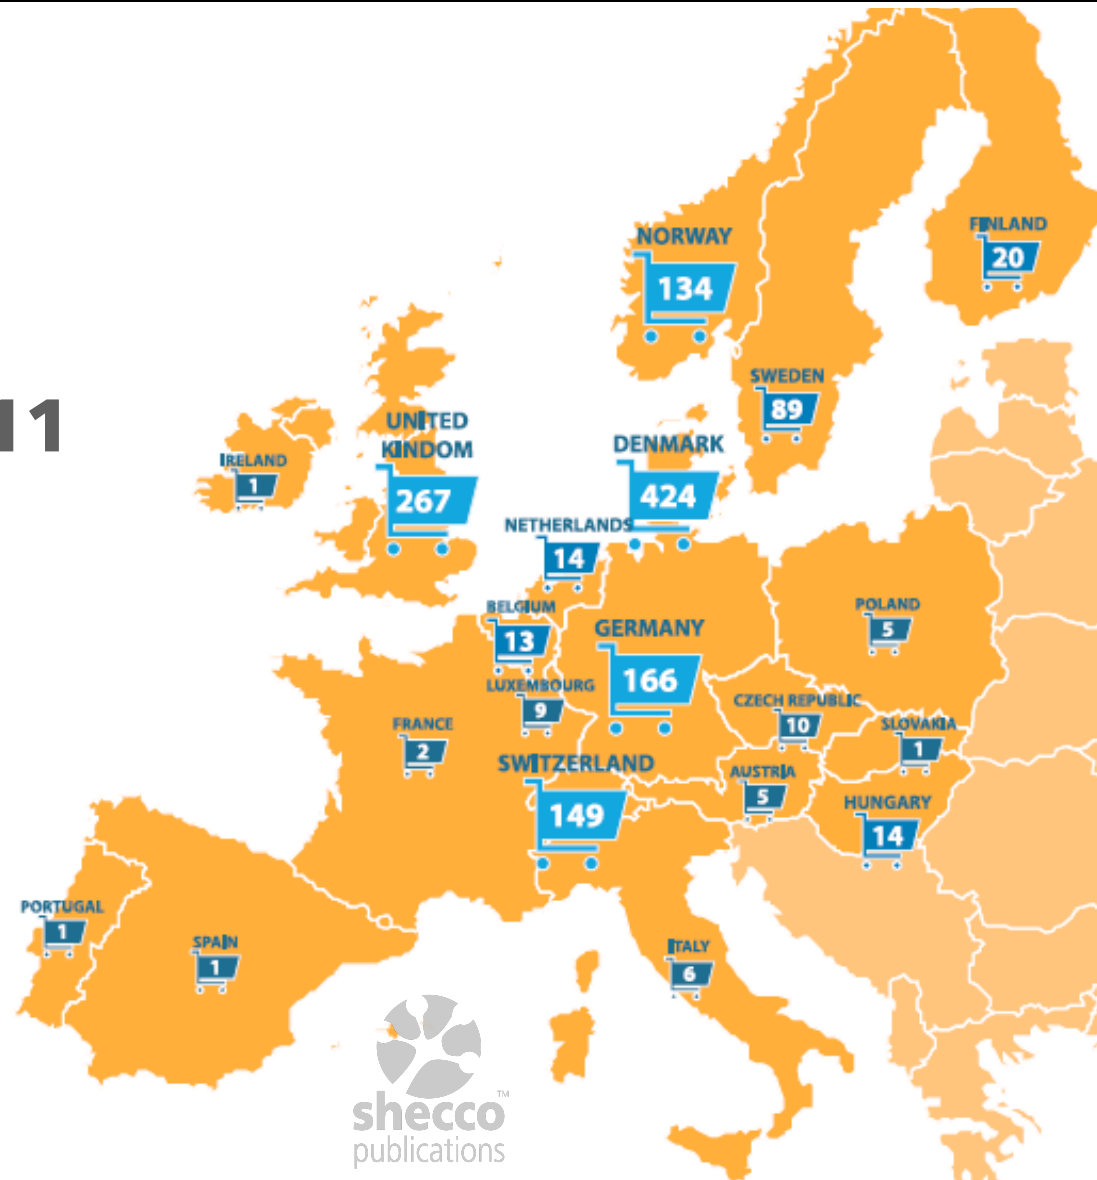 NORWAY
134
FINLAND
20
SWEDEN
89
11
UNITED
KINDOM
267
IRELAND
1
DENMARK
424
NETHERLANDS
14
BELGIUM
13
GERMANY
166
POLAND
5
LUXEMBOURG
9
CZECH REPUBLIC
10
SLOVAKIA
1
FRANCE
2
SWITZERLAND
149
AUSTRIA
5
HUNGARY
14
PORTUGAL
1
SPAIN
1
ITALY
6
shecco™
publications